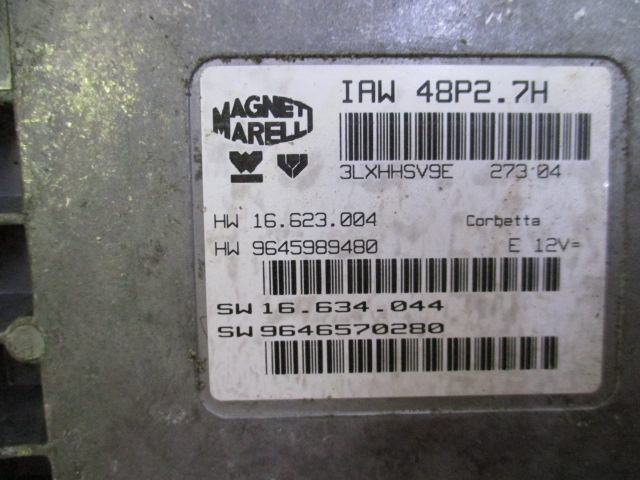 MAGNETI MARELLI
IAW 48P2.7H
3LXHHSV9E 273 04
HW 16.623.004 Corbetta
HW 9645989480 E 12V=
SW 16.634.044
SW 9646570280